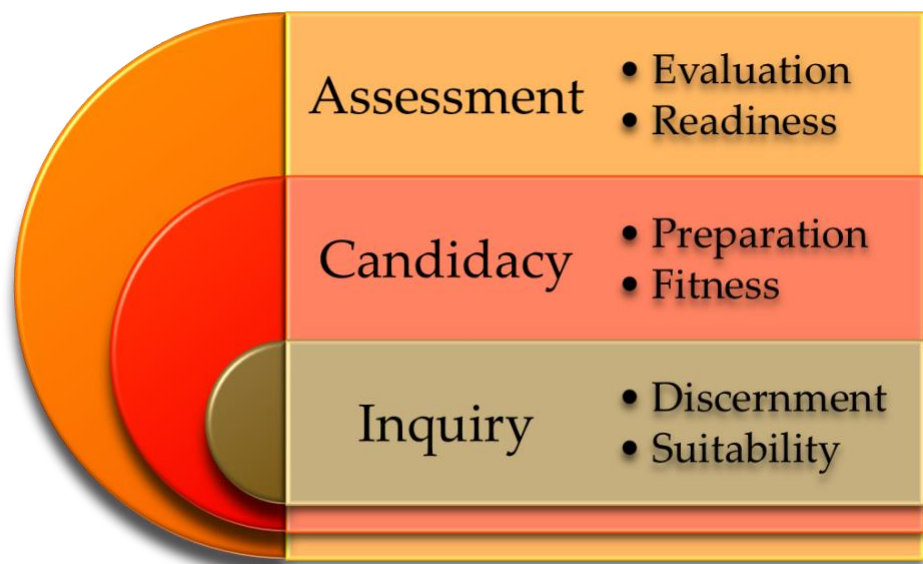 Assessment
• Evaluation
• Readiness
Candidacy
• Preparation
• Fitness
Inquiry
• Discernment
• Suitability